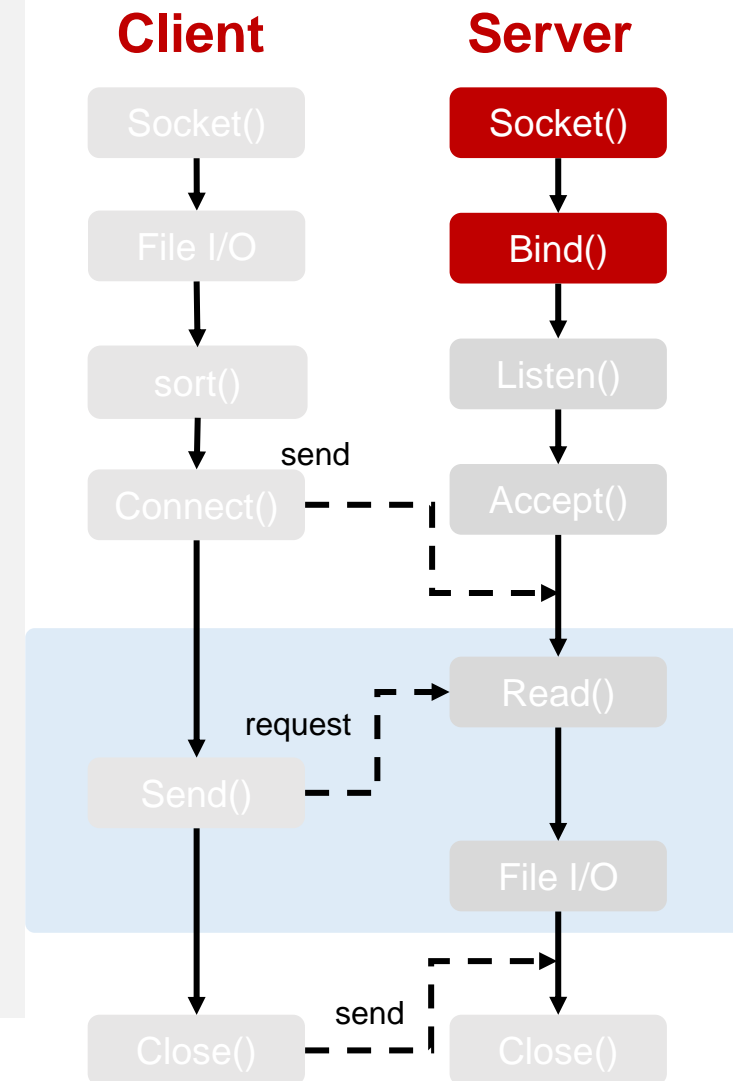 Client
Server
Socket()
Socket()
File I/O
Bind()
sort()
Listen()
send
Connect()
Accept()
Read()
request
Send()
File I/O
send
Close()
Close()